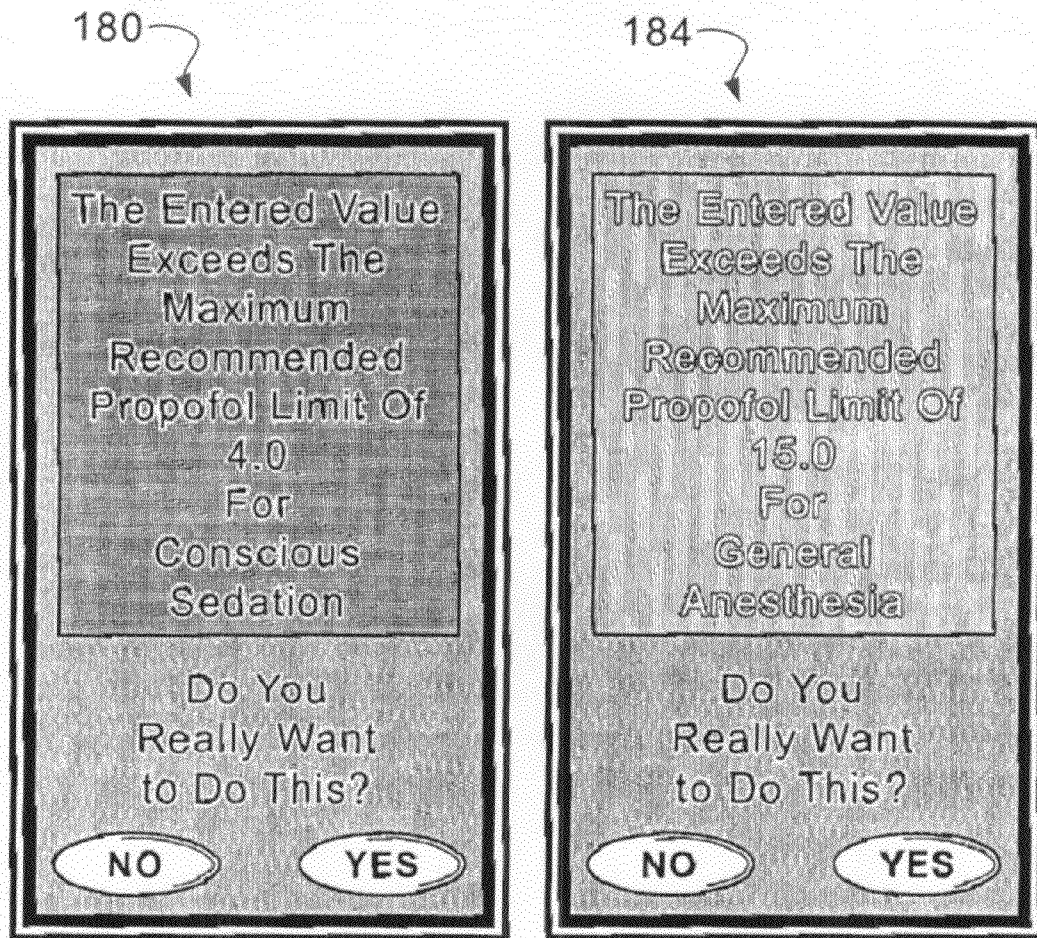 180
184
The Entered Value
Exceeds The
Maximum
Recommended
Propofol Limit Of
4.0
For
Conscious
Sedation
Do You
Really Want
to Do This?
NO
YES
The Entered Value
Exceeds The
Maximum
Recommended
Propofol Limit Of
15.0
For
General
Anesthesia
Do You
Really Want
to Do This?
NO
YES